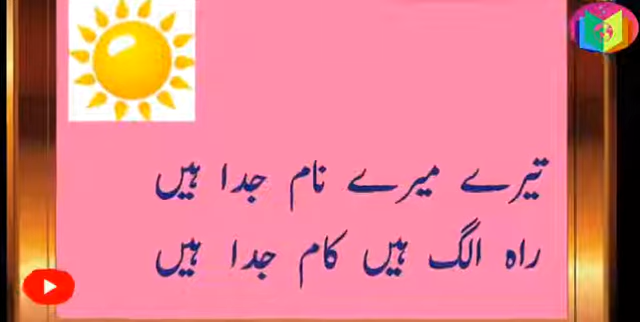 تیرے میرے نام جدا ہیں
راہ الگ ہیں کام جدا ہیں